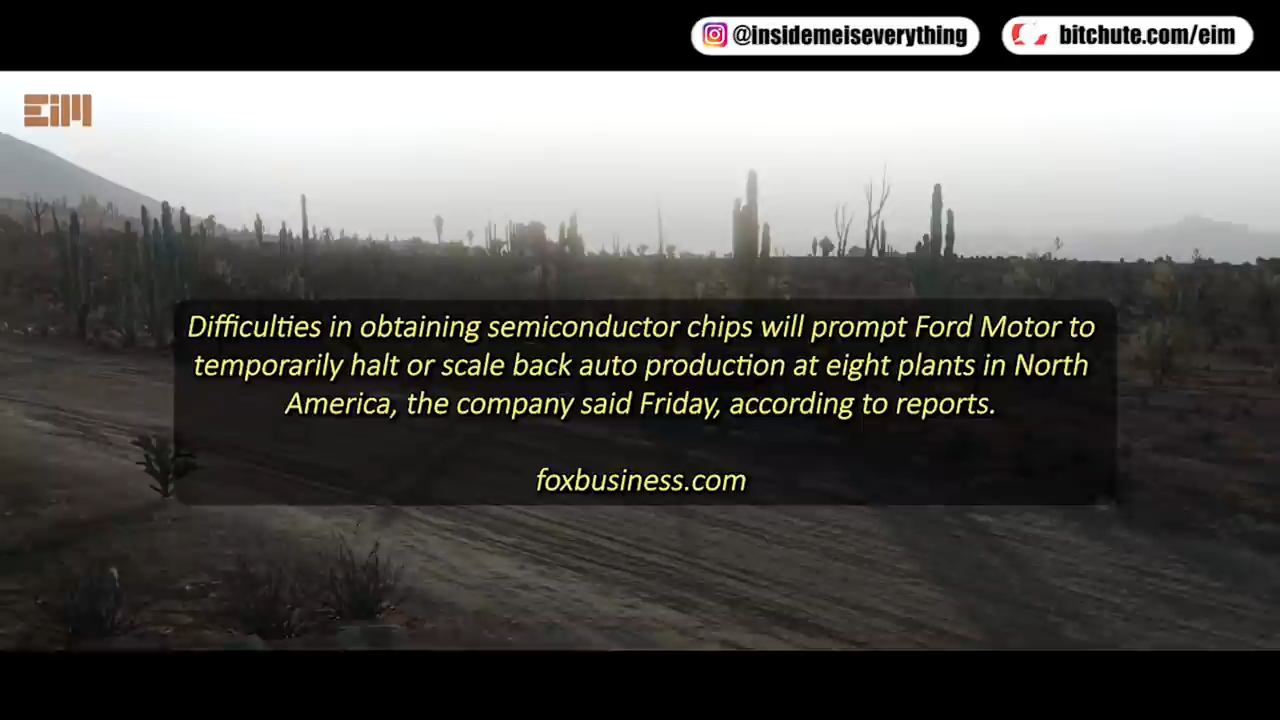 @insidemeiseverything
bitchute.com/eim
EiM
Difficulties in obtaining semiconductor chips will prompt Ford Motor to
temporarily halt or scale back auto production at eight plants in North
America, the company said Friday, according to reports.
foxbusiness.com